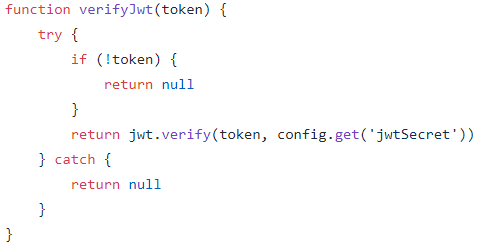 function verifyJwt(token) {
    try {
        if (!token) {
            return null
        }
        return jwt.verify(token, config.get('jwtSecret'))
    } catch {
        return null
    }
}